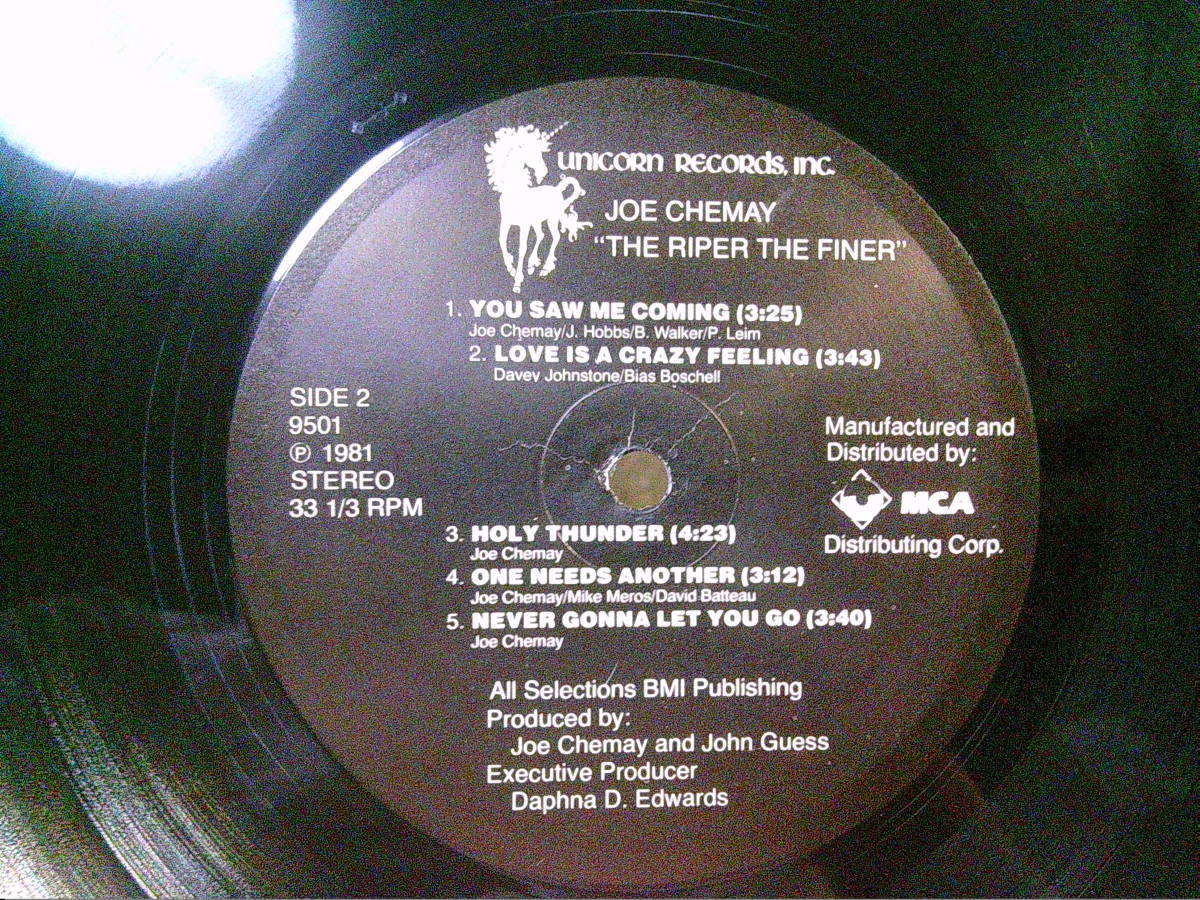 UNICORN RECORDS, INC.
JOE CHEMAY
"THE RIPER THE FINER"
1. YOU SAW ME COMING (3:25)
Joe Chemay/J. Hobbs/B. Walker/P. Leim
2. LOVE IS A CRAZY FEELING (3:43)
Davey Johnstone/Bias Boschell
SIDE 2
9501
℗ 1981
STEREO
33 1/3 RPM
Manufactured and
Distributed by:
MCA
Distributing Corp.
3. HOLY THUNDER (4:23)
Joe Chemay
4. ONE NEEDS ANOTHER (3:12)
Joe Chemay/Mike Meros/David Batteau
5. NEVER GONNA LET YOU GO (3:40)
Joe Chemay
All Selections BMI Publishing
Produced by:
Joe Chemay and John Guess
Executive Producer
Daphna D. Edwards